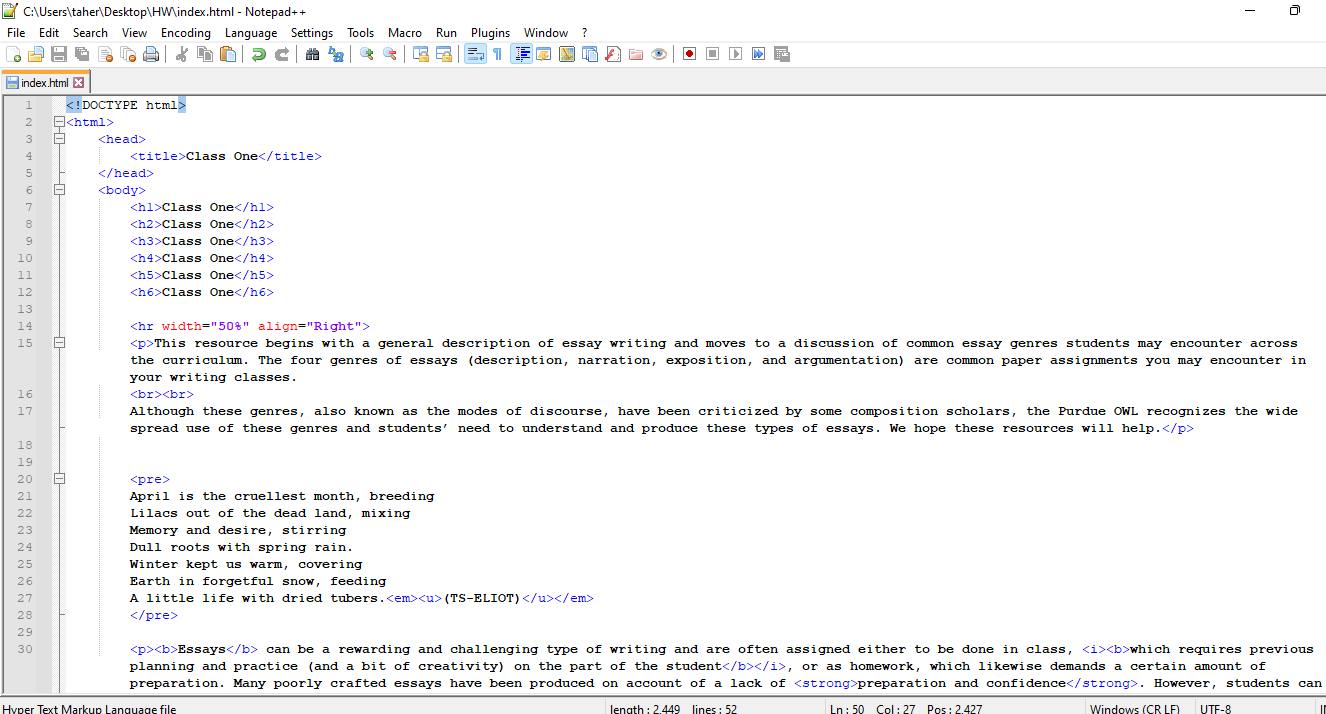 C:\Users\taher\Desktop\HW\index.html - Notepad++
File Edit Search View Encoding Language Settings Tools Macro Run Plugins Window ?
index.html
1 <!DOCTYPE html>
2 <html>
3 <head>
4 <title>Class One</title>
5 </head>
6 <body>
7 <h1>Class One</h1>
8 <h2>Class One</h2>
9 <h3>Class One</h3>
10 <h4>Class One</h4>
11 <h5>Class One</h5>
12 <h6>Class One</h6>
13
14 <hr width="50%" align="Right">
15 <p>This resource begins with a general description of essay writing and moves to a discussion of common essay genres students may encounter across
the curriculum. The four genres of essays (description, narration, exposition, and argumentation) are common paper assignments you may encounter in
your writing classes.
16 <br><br>
17 Although these genres, also known as the modes of discourse, have been criticized by some composition scholars, the Purdue OWL recognizes the wide
spread use of these genres and students’ need to understand and produce these types of essays. We hope these resources will help.</p>
18
19
20 <pre>
21 April is the cruellest month, breeding
22 Lilacs out of the dead land, mixing
23 Memory and desire, stirring
24 Dull roots with spring rain.
25 Winter kept us warm, covering
26 Earth in forgetful snow, feeding
27 A little life with dried tubers.<em><u>(TS-ELIOT)</u></em>
28 </pre>
29
30 <p><b>Essays</b> can be a rewarding and challenging type of writing and are often assigned either to be done in class, <i><b>which requires previous
planning and practice (and a bit of creativity) on the part of the student</b></i>, or as homework, which likewise demands a certain amount of
preparation. Many poorly crafted essays have been produced on account of a lack of <strong>preparation and confidence</strong>. However, students can
Hyper Text Markup Language file length : 2,449 lines : 52 Ln : 50 Col : 27 Pos : 2,427 Windows (CR LF) UTF-8